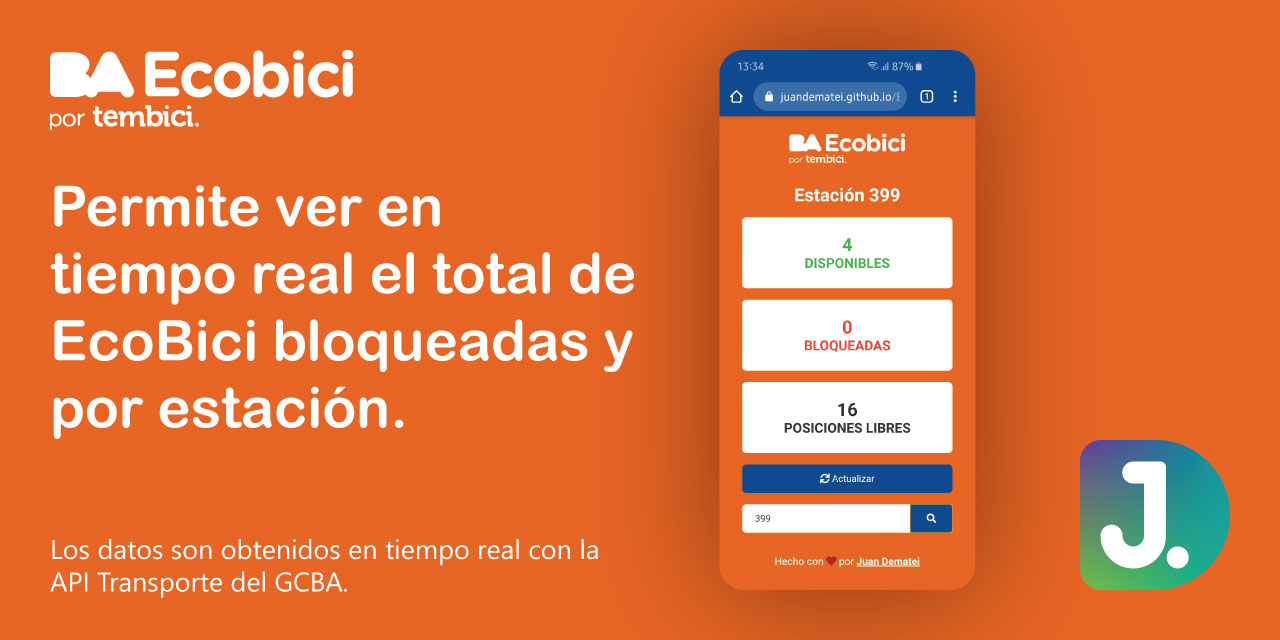 BA Ecobici
por tembici.
Permite ver en
tiempo real el total de
EcoBici bloqueadas y
por estación.
Los datos son obtenidos en tiempo real con la
API Transporte del GCBA.
13:34 87%
juandematei.github.io/E 1
BA Ecobici
por tembici.
Estación 399
4
DISPONIBLES
0
BLOQUEADAS
16
POSICIONES LIBRES
Actualizar
399
Hecho con por Juan Dematei
J.